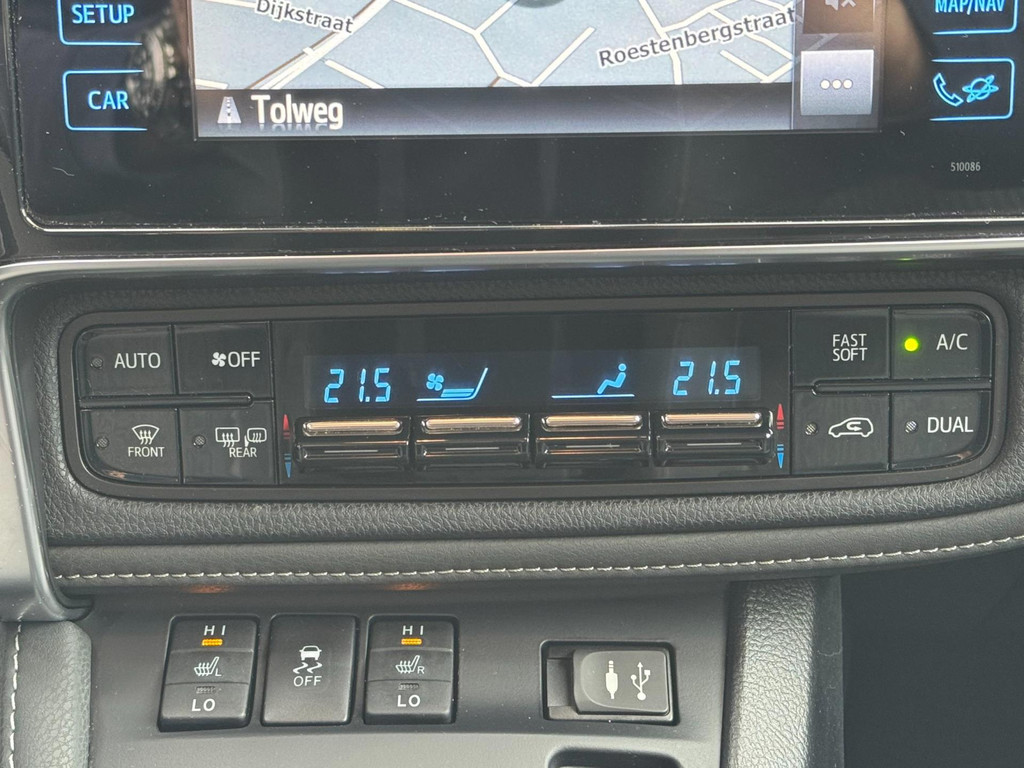 SETUP
Dijkstraat
Roestenbergstraat
MAP/NAV
CAR
Tolweg
510086
AUTO
OFF
21.5
21.5
FAST
SOFT
A/C
FRONT
REAR
DUAL
HI
L
LO
OFF
HI
R
LO